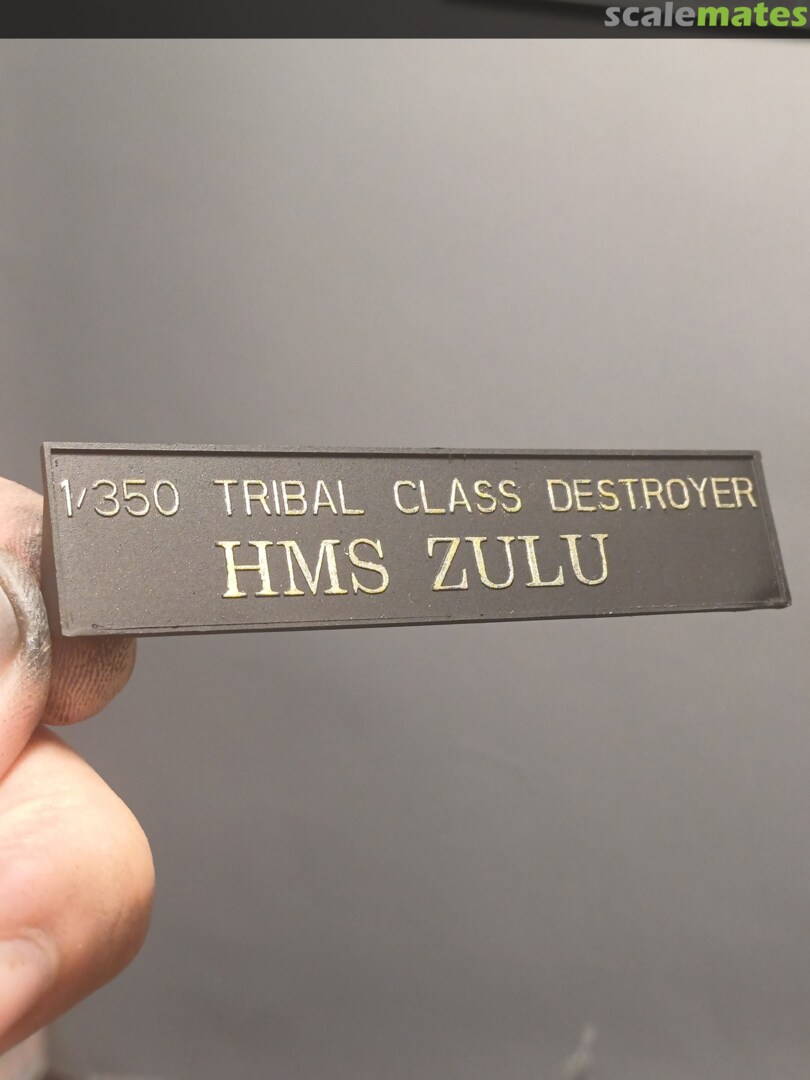 scalemates
1/350 TRIBAL CLASS DESTROYER
HMS ZULU